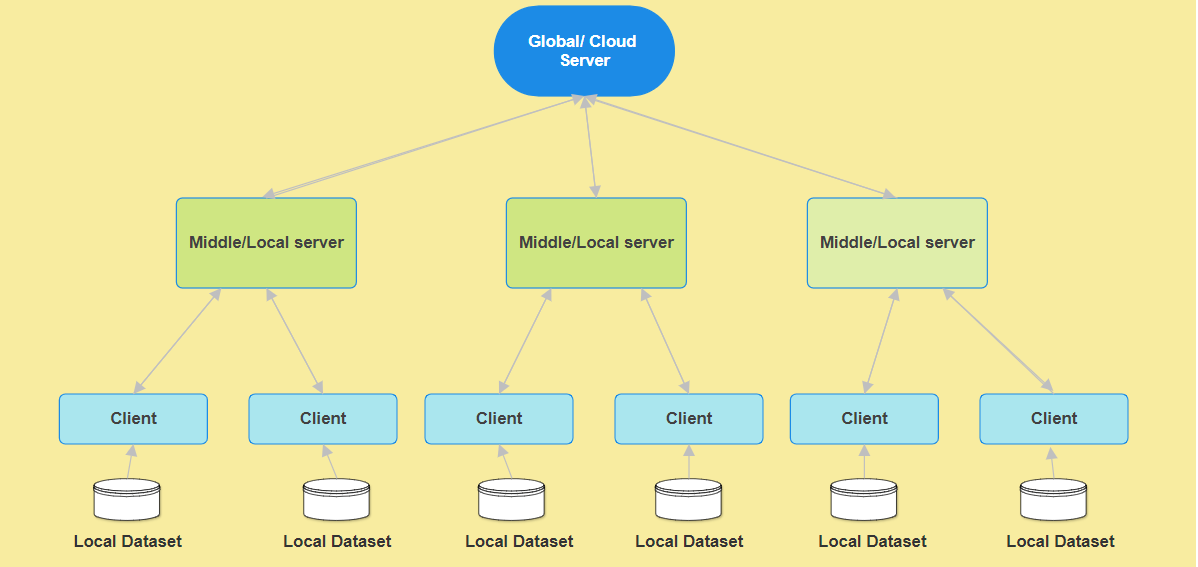 Global/ Cloud
Server
Middle/Local server
Middle/Local server
Middle/Local server
Client
Client
Client
Client
Client
Client
Local Dataset
Local Dataset
Local Dataset
Local Dataset
Local Dataset
Local Dataset